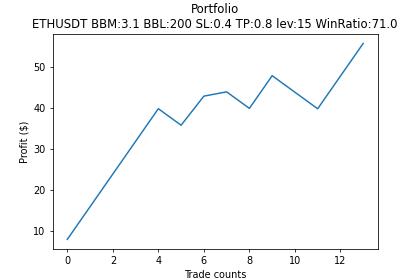 Portfolio
ETHUSDT BBM:3.1 BBL:200 SL:0.4 TP:0.8 lev:15 WinRatio:71.0
50
40
30
20
10
Profit ($)
0 2 4 6 8 10 12
Trade counts